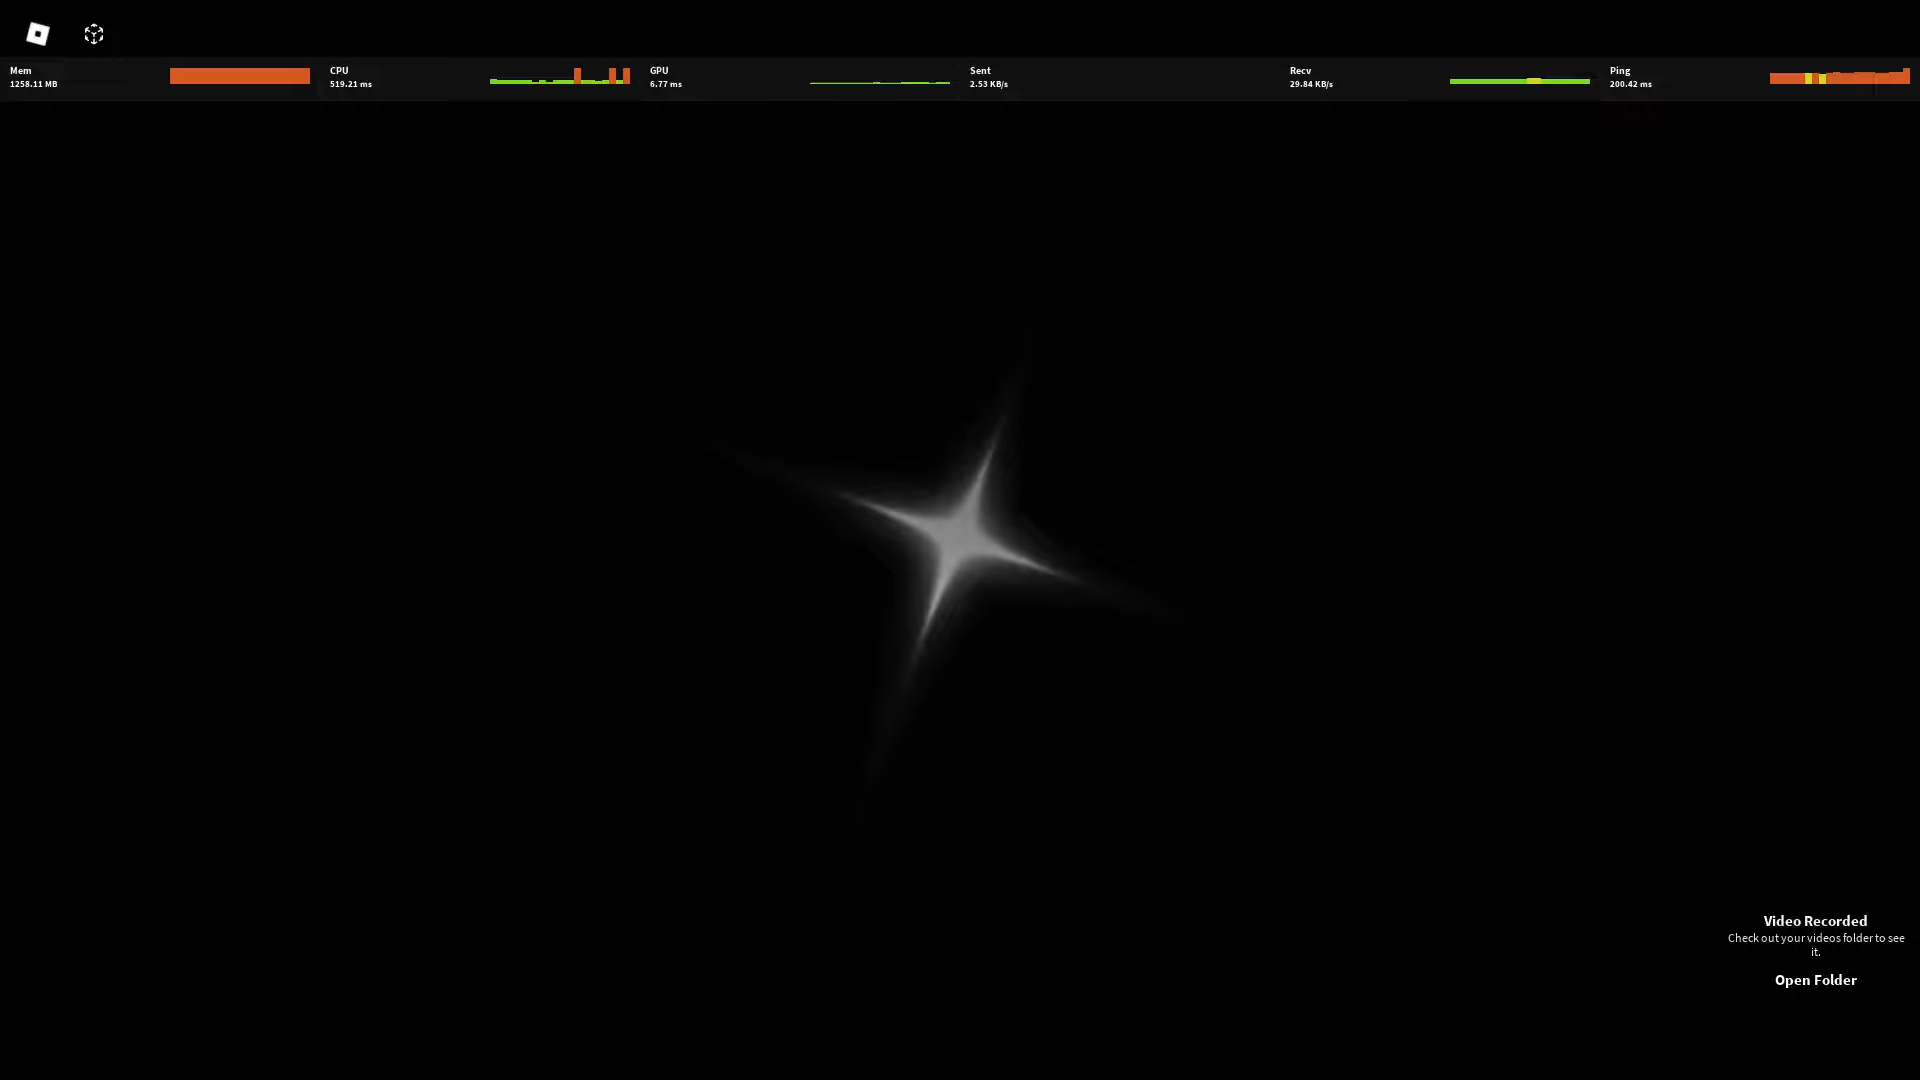 Mem
1258.11 MB
CPU
519.21 ms
GPU
6.77 ms
Sent
2.53 KB/s
Recv
29.84 KB/s
Ping
200.42 ms
Video Recorded
Check out your videos folder to see
it.
Open Folder